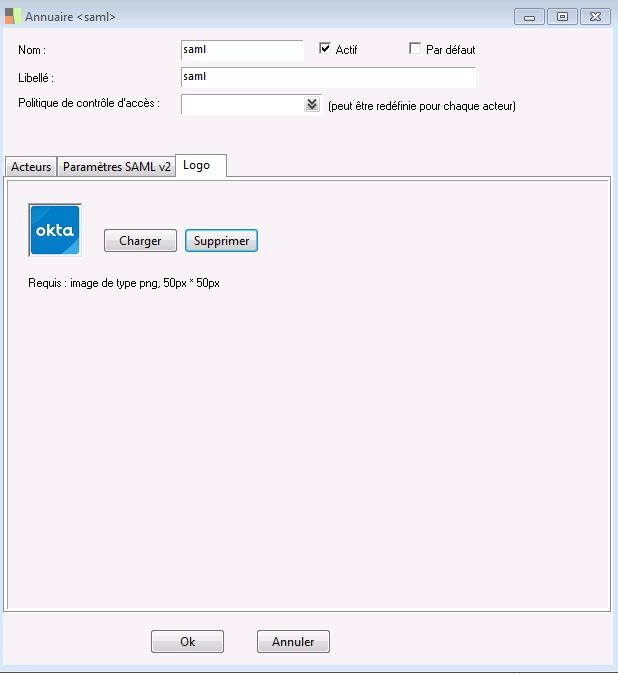 Annuaire <saml>
Nom : saml Actif Par défaut
Libellé : saml
Politique de contrôle d'accès : (peut être redéfinie pour chaque acteur)
Acteurs Paramètres SAML v2 Logo
okta Charger Supprimer
Requis : image de type png, 50px * 50px
Ok Annuler